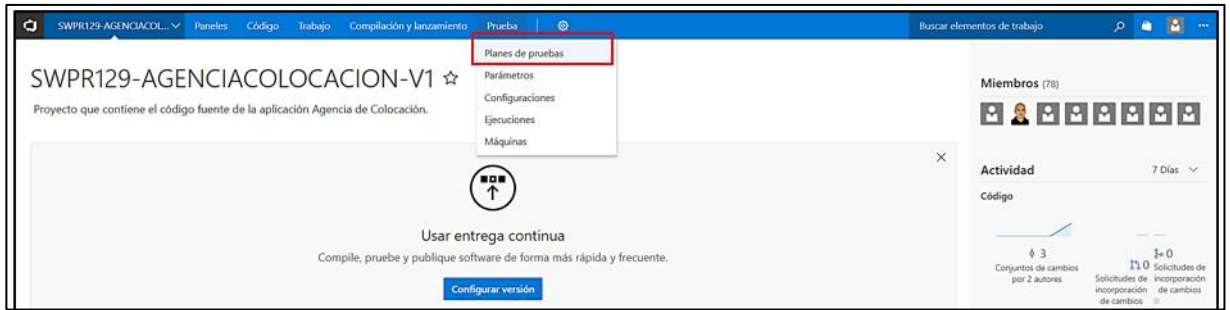 SWPR129-AGENCIACOL... Paneles Código Trabajo Compilación y lanzamiento Prueba Buscar elementos de trabajo
Planes de pruebas
Parámetros
Configuraciones
Ejecuciones
Máquinas
SWPR129-AGENCIACOLOCACION-V1
Proyecto que contiene el código fuente de la aplicación Agencia de Colocación.
Usar entrega continua
Compile, pruebe y publique software de forma más rápida y frecuente.
Configurar versión
Miembros (78)
Actividad 7 Días
Código
3
Conjuntos de cambios
por 2 autores
0
Solicitudes de
incorporación
de cambios
0
Solicitudes de
incorporación
de cambios